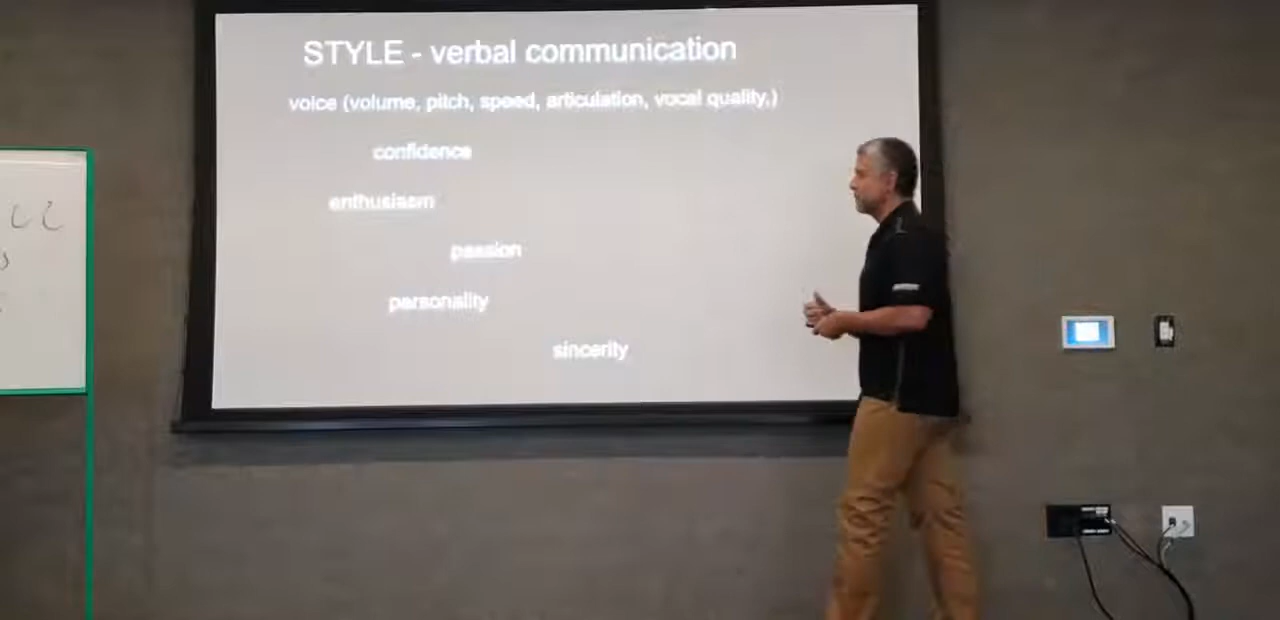 STYLE - verbal communication
voice (volume, pitch, speed, articulation, vocal quality,)
confidence
enthusiasm
passion
personality
sincerity